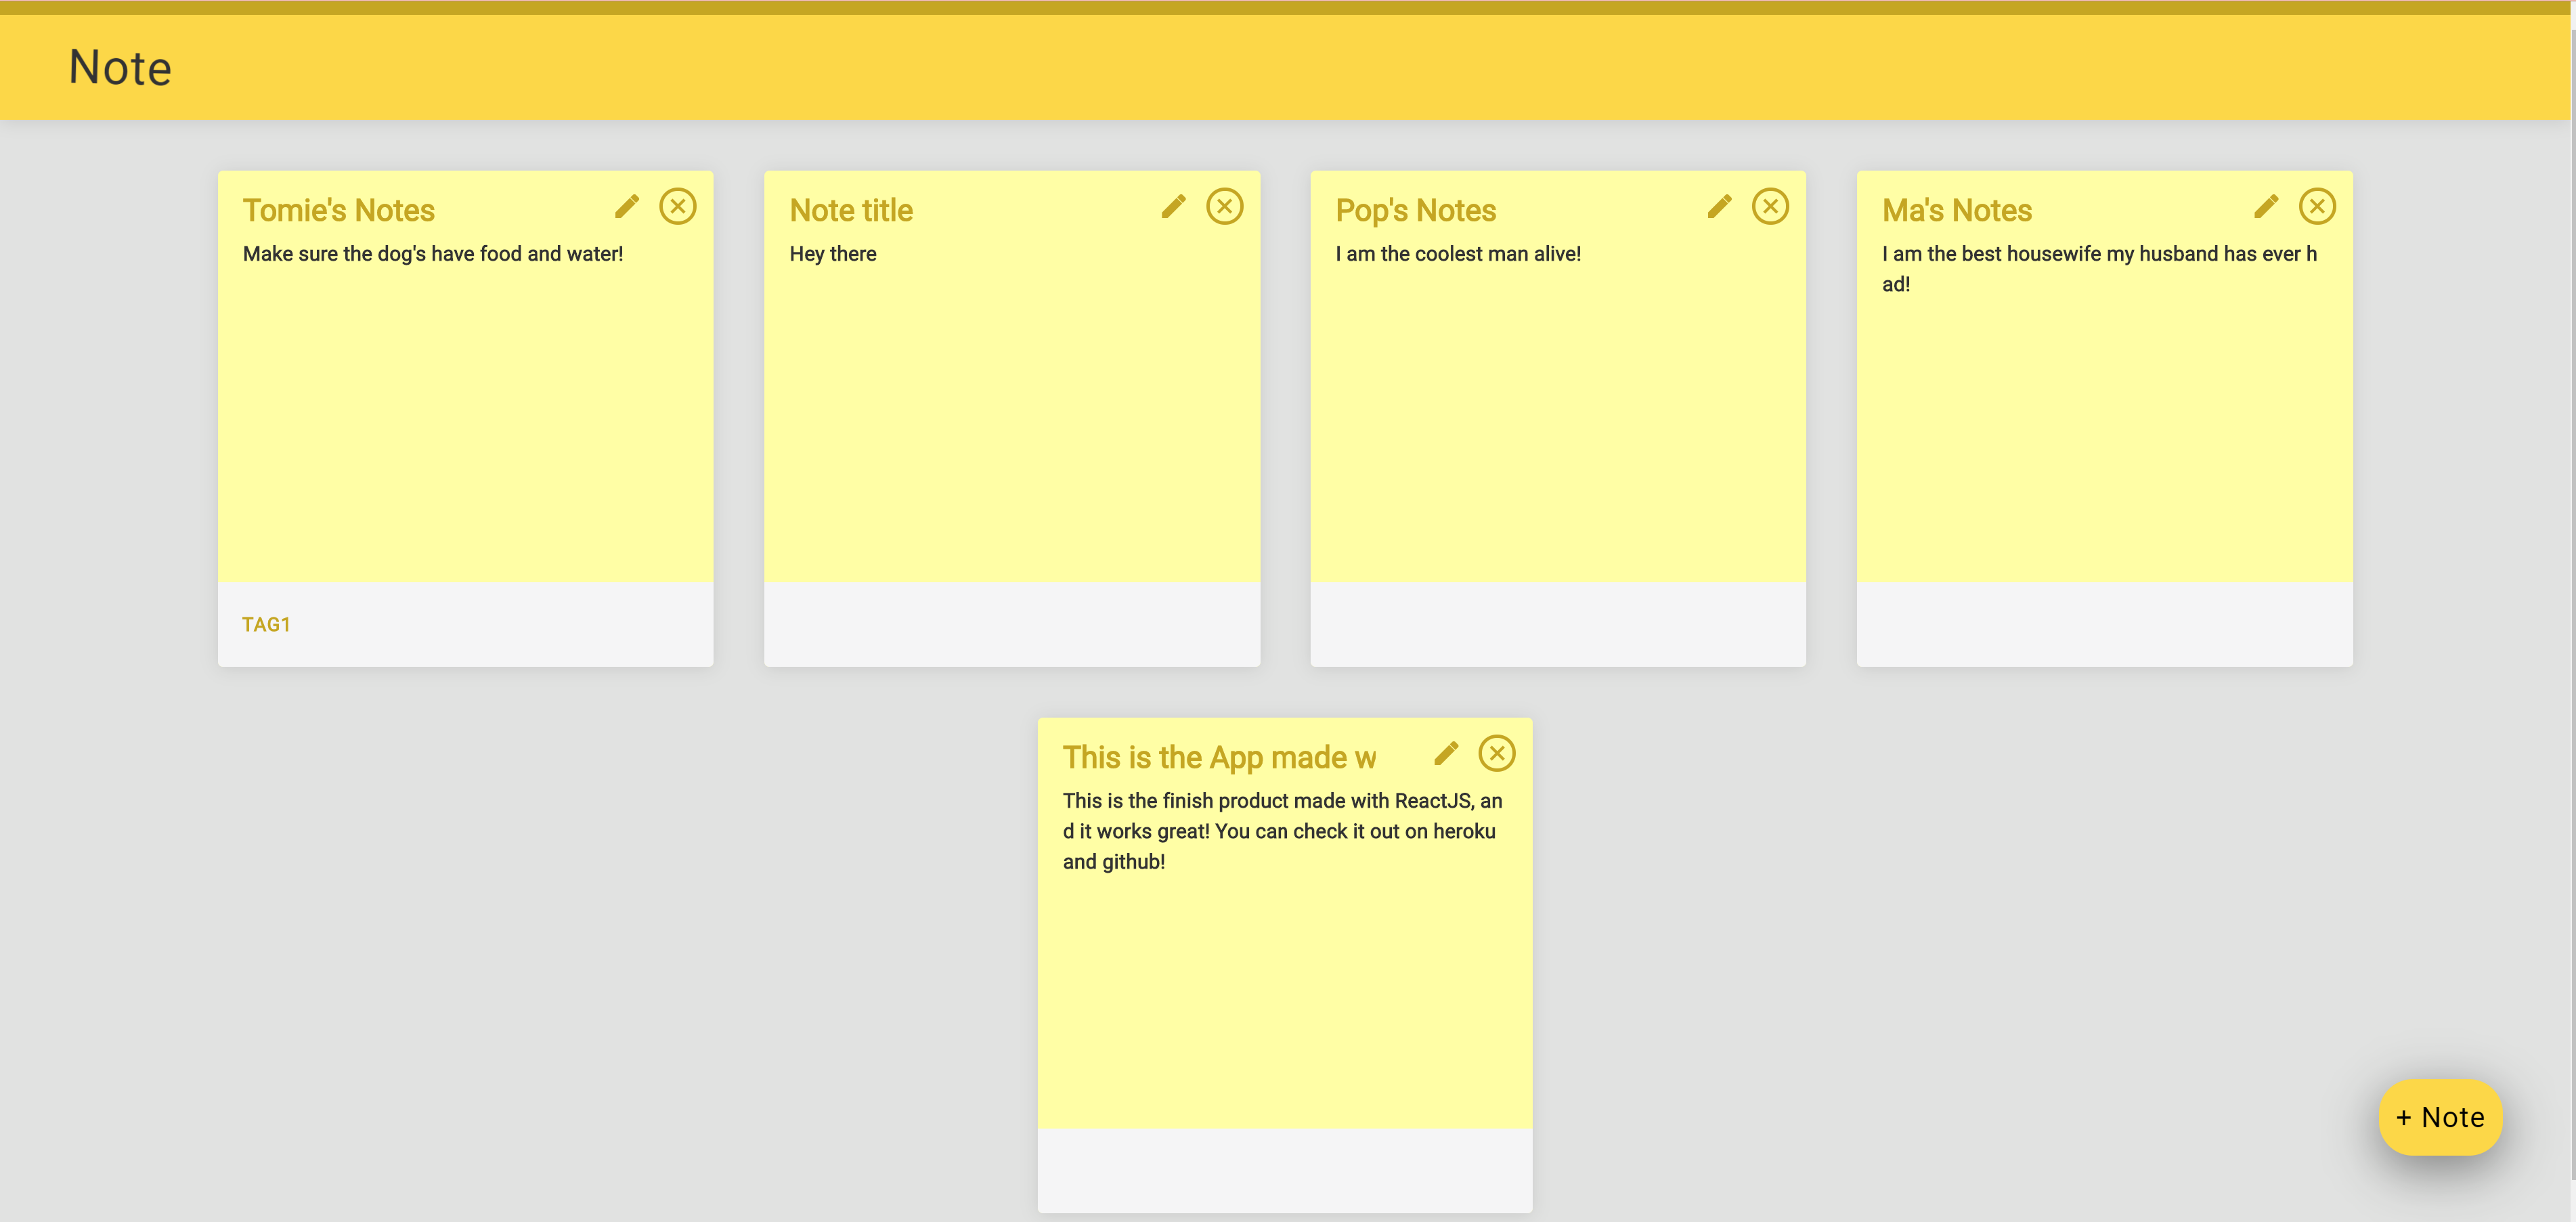 Note
Tomie's Notes
Make sure the dog's have food and water!
TAG1
Note title
Hey there
Pop's Notes
I am the coolest man alive!
Ma's Notes
I am the best housewife my husband has ever h
ad!
This is the App made w
This is the finish product made with ReactJS, an
d it works great! You can check it out on heroku
and github!
+ Note